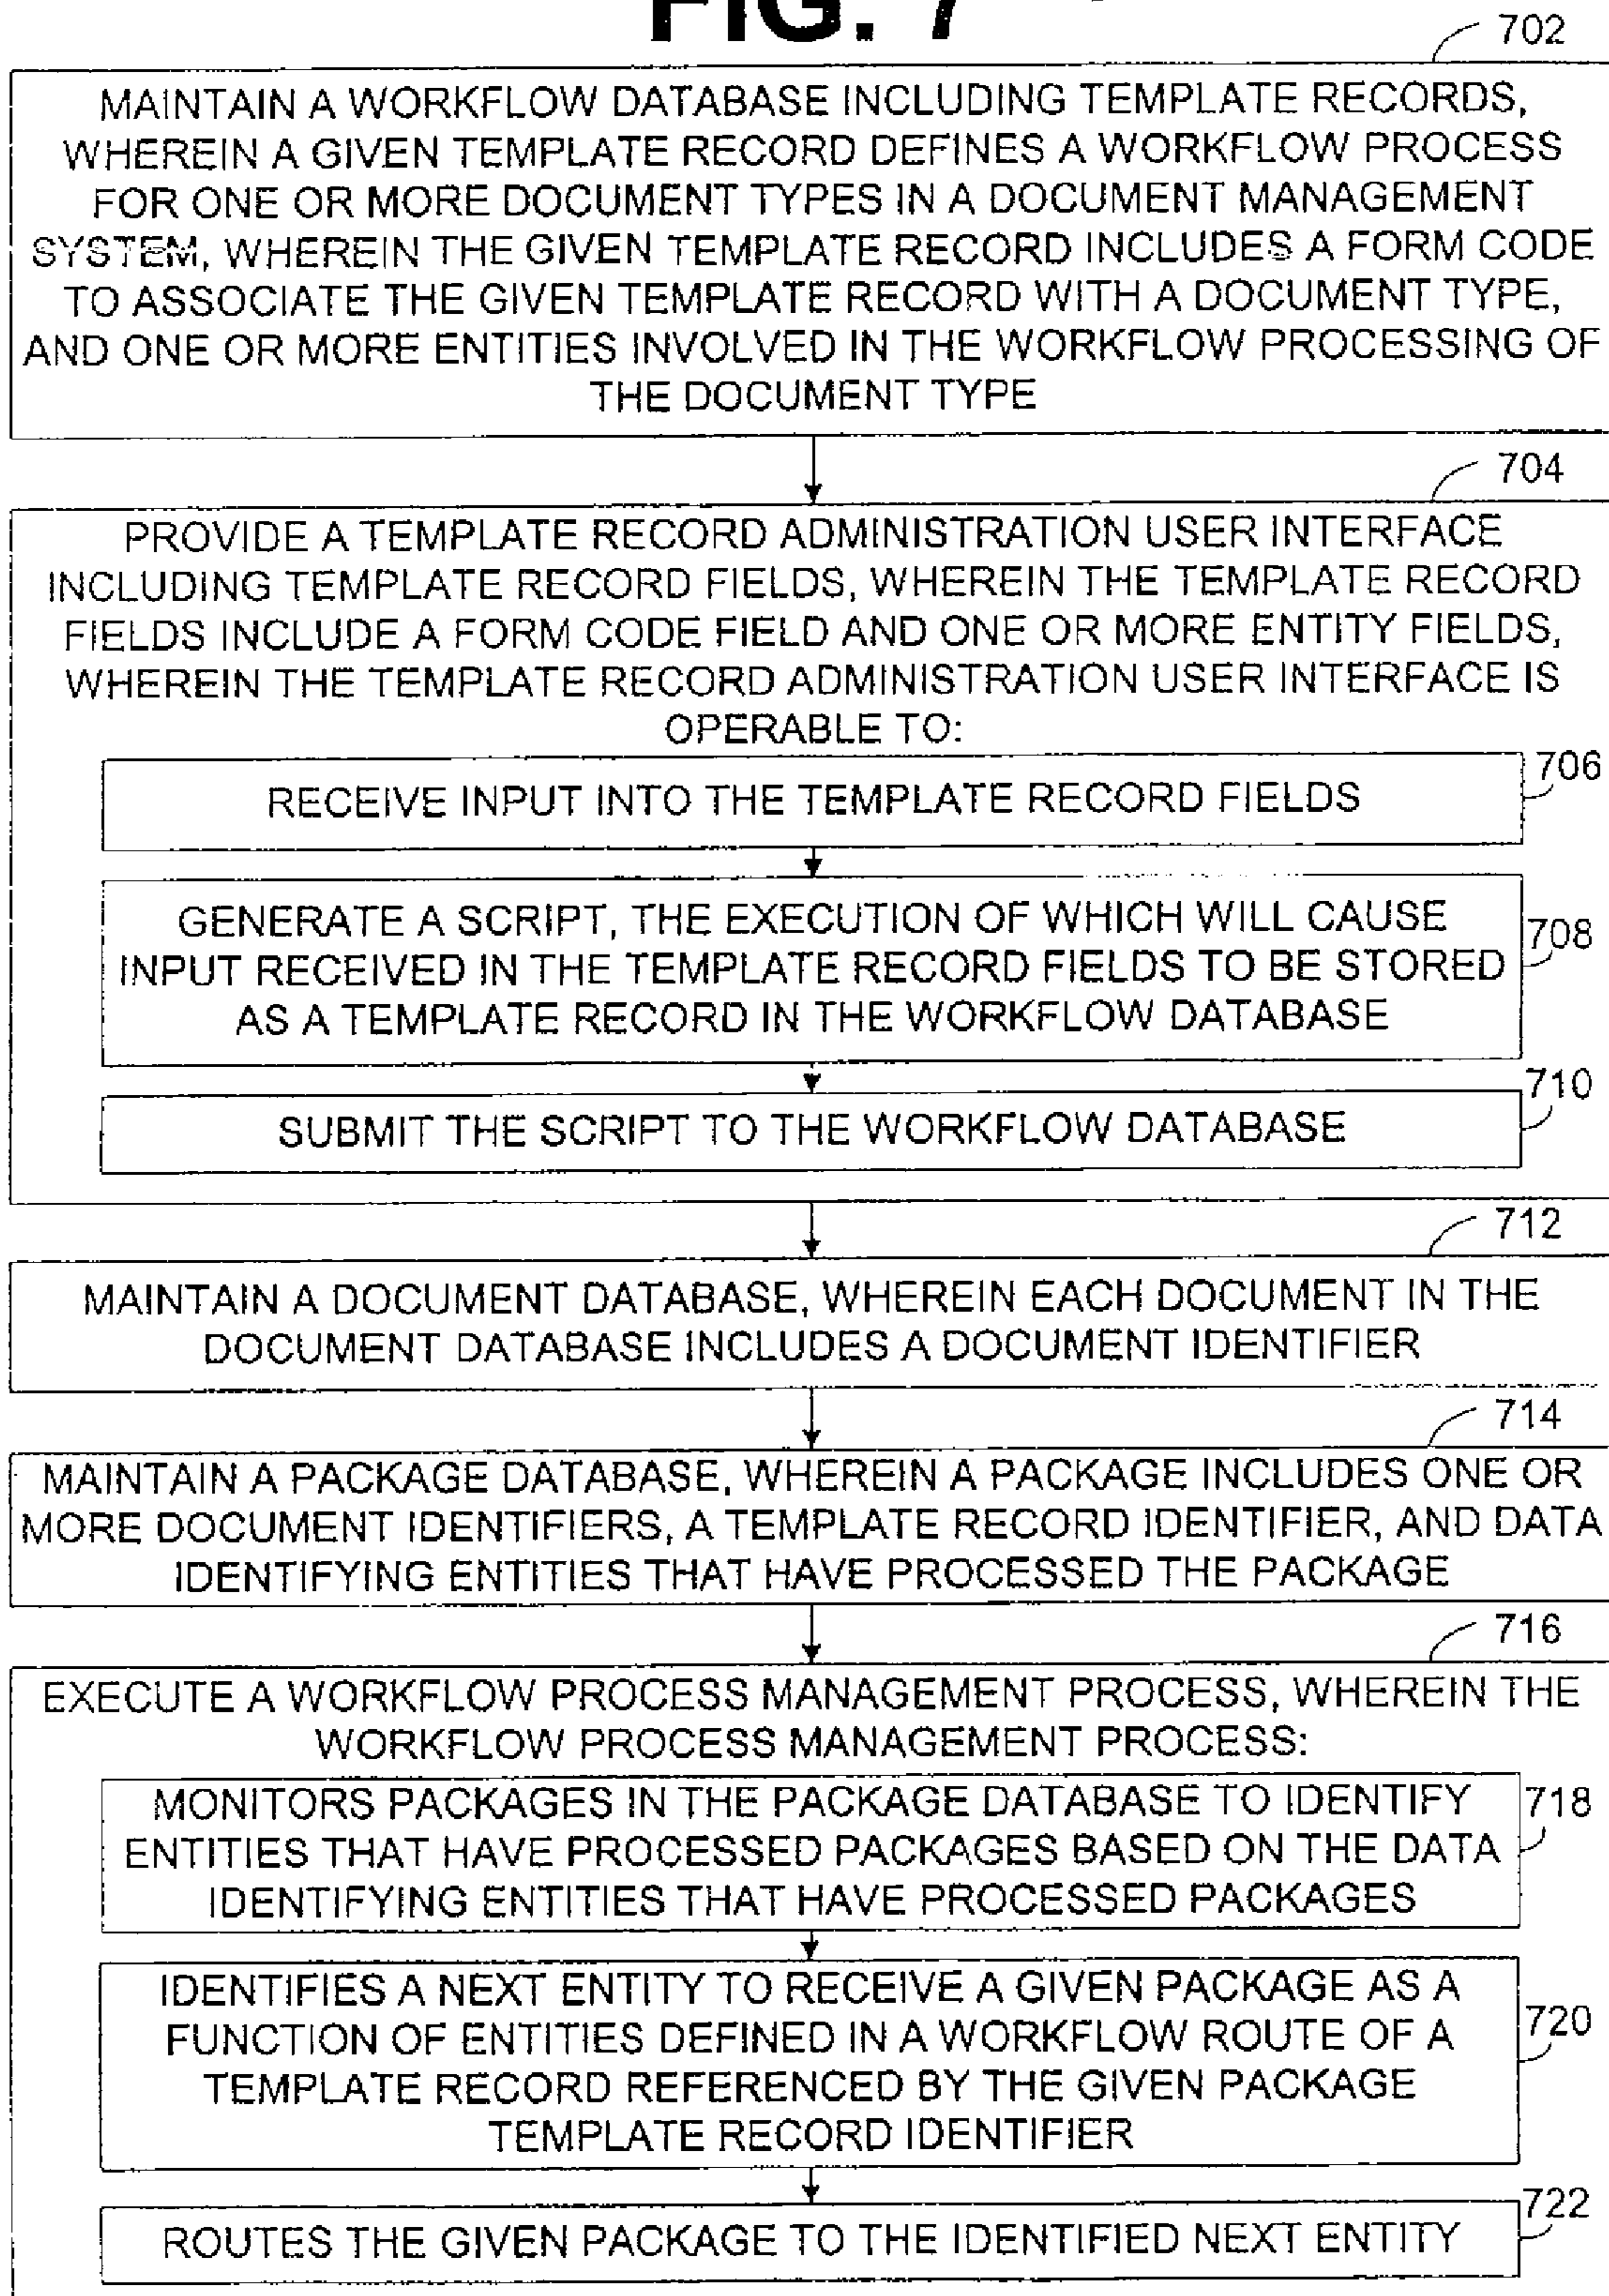 FIG. 7
702
MAINTAIN A WORKFLOW DATABASE INCLUDING TEMPLATE RECORDS,
WHEREIN A GIVEN TEMPLATE RECORD DEFINES A WORKFLOW PROCESS
FOR ONE OR MORE DOCUMENT TYPES IN A DOCUMENT MANAGEMENT
SYSTEM, WHEREIN THE GIVEN TEMPLATE RECORD INCLUDES A FORM CODE
TO ASSOCIATE THE GIVEN TEMPLATE RECORD WITH A DOCUMENT TYPE,
AND ONE OR MORE ENTITIES INVOLVED IN THE WORKFLOW PROCESSING OF
THE DOCUMENT TYPE
704
PROVIDE A TEMPLATE RECORD ADMINISTRATION USER INTERFACE
INCLUDING TEMPLATE RECORD FIELDS, WHEREIN THE TEMPLATE RECORD
FIELDS INCLUDE A FORM CODE FIELD AND ONE OR MORE ENTITY FIELDS,
WHEREIN THE TEMPLATE RECORD ADMINISTRATION USER INTERFACE IS
OPERABLE TO:
706
RECEIVE INPUT INTO THE TEMPLATE RECORD FIELDS
GENERATE A SCRIPT, THE EXECUTION OF WHICH WILL CAUSE
708
INPUT RECEIVED IN THE TEMPLATE RECORD FIELDS TO BE STORED
AS A TEMPLATE RECORD IN THE WORKFLOW DATABASE
710
SUBMIT THE SCRIPT TO THE WORKFLOW DATABASE
712
MAINTAIN A DOCUMENT DATABASE, WHEREIN EACH DOCUMENT IN THE
DOCUMENT DATABASE INCLUDES A DOCUMENT IDENTIFIER
714
MAINTAIN A PACKAGE DATABASE, WHEREIN A PACKAGE INCLUDES ONE OR
MORE DOCUMENT IDENTIFIERS, A TEMPLATE RECORD IDENTIFIER, AND DATA
IDENTIFYING ENTITIES THAT HAVE PROCESSED THE PACKAGE
716
EXECUTE A WORKFLOW PROCESS MANAGEMENT PROCESS, WHEREIN THE
WORKFLOW PROCESS MANAGEMENT PROCESS:
MONITORS PACKAGES IN THE PACKAGE DATABASE TO IDENTIFY
718
ENTITIES THAT HAVE PROCESSED PACKAGES BASED ON THE DATA
IDENTIFYING ENTITIES THAT HAVE PROCESSED PACKAGES
IDENTIFIES A NEXT ENTITY TO RECEIVE A GIVEN PACKAGE AS A
720
FUNCTION OF ENTITIES DEFINED IN A WORKFLOW ROUTE OF A
TEMPLATE RECORD REFERENCED BY THE GIVEN PACKAGE
TEMPLATE RECORD IDENTIFIER
722
ROUTES THE GIVEN PACKAGE TO THE IDENTIFIED NEXT ENTITY